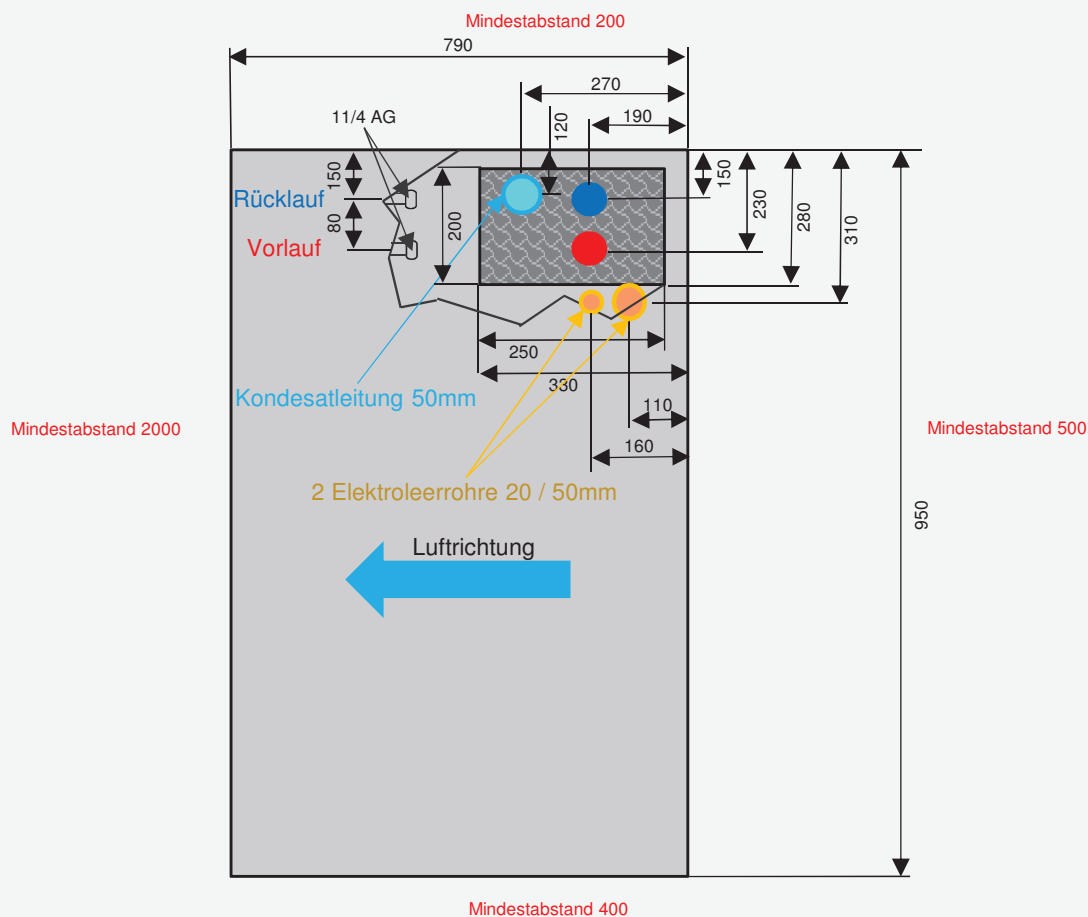 Mindestabstand 200
790
270
11/4 AG
120
190
150
Rücklauf
80
Vorlauf
200
150
230
280
310
250
330
Kondesatleitung 50mm
110
Mindestabstand 2000
Mindestabstand 500
160
2 Elektroleerrohre 20 / 50mm
950
Luftrichtung
Mindestabstand 400